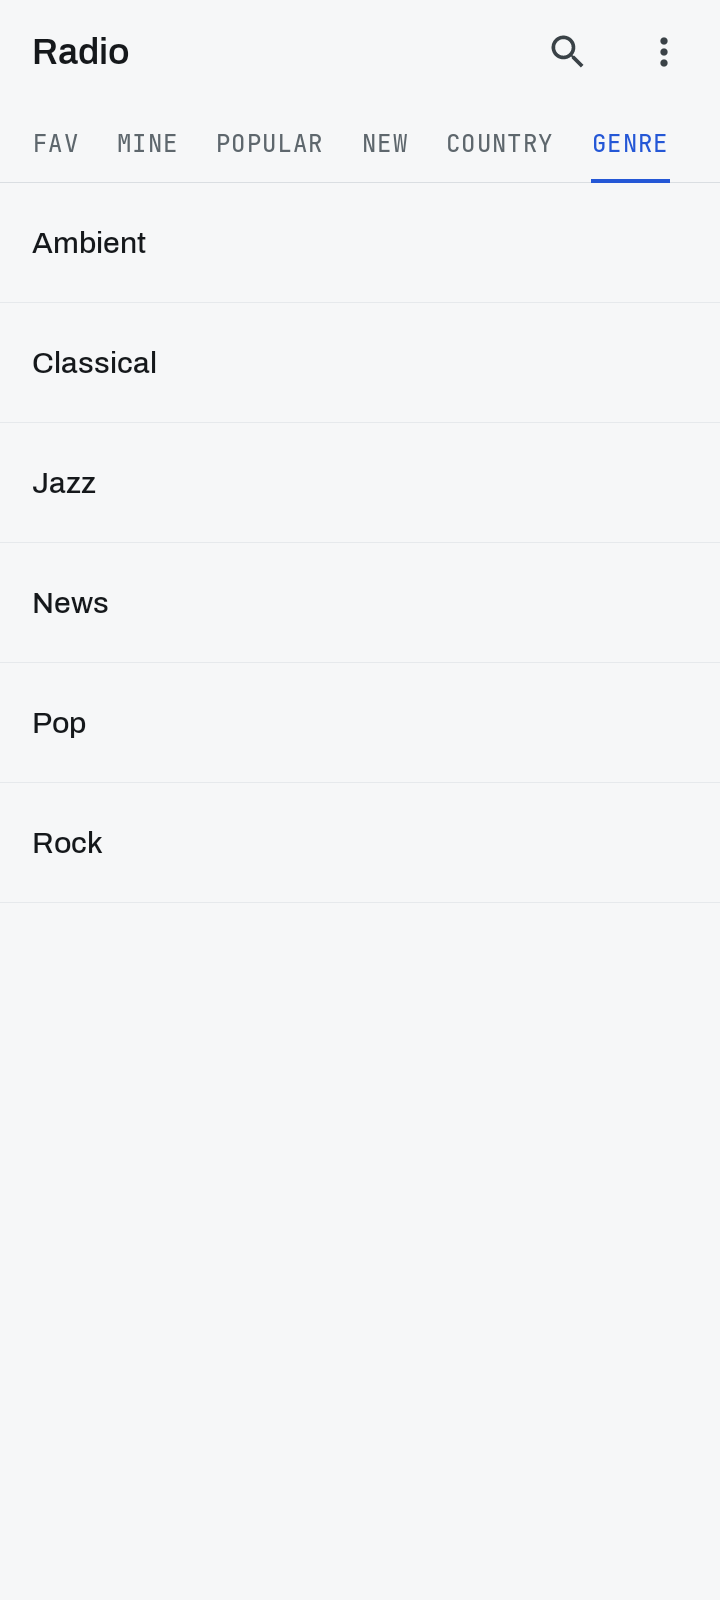 Radio
FAV MINE POPULAR NEW COUNTRY GENRE
Ambient
Classical
Jazz
News
Pop
Rock